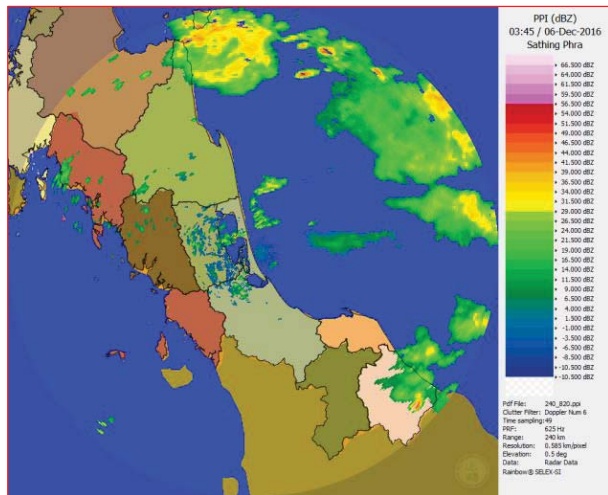 PPI (dBZ)
03:45 / 06-Dec-2016
Sathing Phra
66.500 dBZ
64.000 dBZ
61.500 dBZ
59.500 dBZ
56.500 dBZ
54.000 dBZ
51.500 dBZ
49.000 dBZ
46.500 dBZ
44.000 dBZ
41.500 dBZ
39.000 dBZ
36.500 dBZ
34.000 dBZ
31.500 dBZ
29.000 dBZ
26.500 dBZ
24.000 dBZ
21.500 dBZ
19.000 dBZ
16.500 dBZ
14.000 dBZ
11.500 dBZ
9.000 dBZ
6.500 dBZ
4.000 dBZ
1.500 dBZ
-1.000 dBZ
-3.500 dBZ
-6.000 dBZ
-8.500 dBZ
-10.500 dBZ
Pdf File: 240_820.ppi
Clutter Filter: Doppler Num 6
Time sampling: 49
PRF: 625 Hz
Range: 240 km
Resolution: 0.585 km/pixel
Elevation: 0.5 deg
Data: Radar Data
Rainbow® SELEX-SI